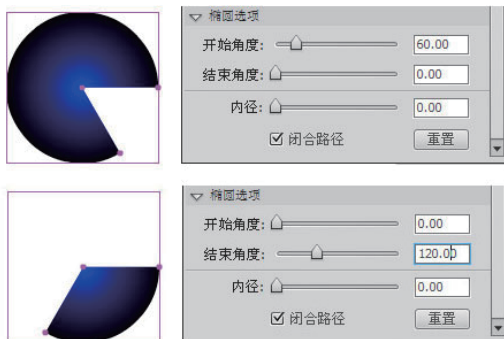 椭圆选项
开始角度: 60.00
结束角度: 0.00
内径: 0.00
闭合路径 重置
椭圆选项
开始角度: 0.00
结束角度: 120.00
内径: 0.00
闭合路径 重置